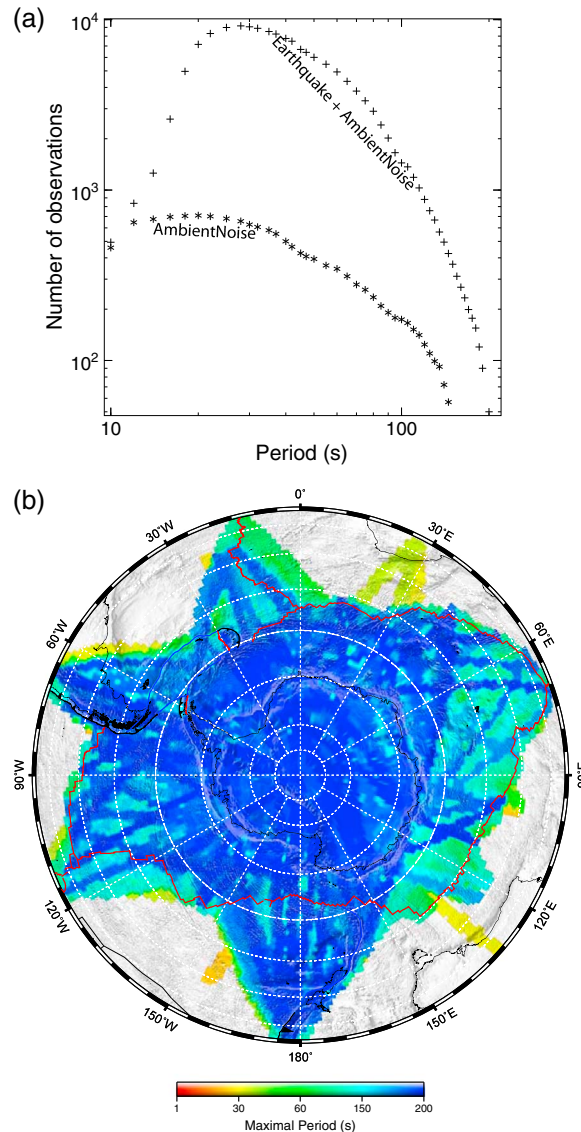 (a)
10⁴
10³
10²
Number of observations
Earthquake + AmbientNoise
AmbientNoise
10
100
Period (s)
(b)
0˚
30˚W
30˚E
60˚W
60˚E
90˚W
90˚E
120˚W
120˚E
150˚W
150˚E
180˚
1
30
60
150
200
Maximal Period (s)